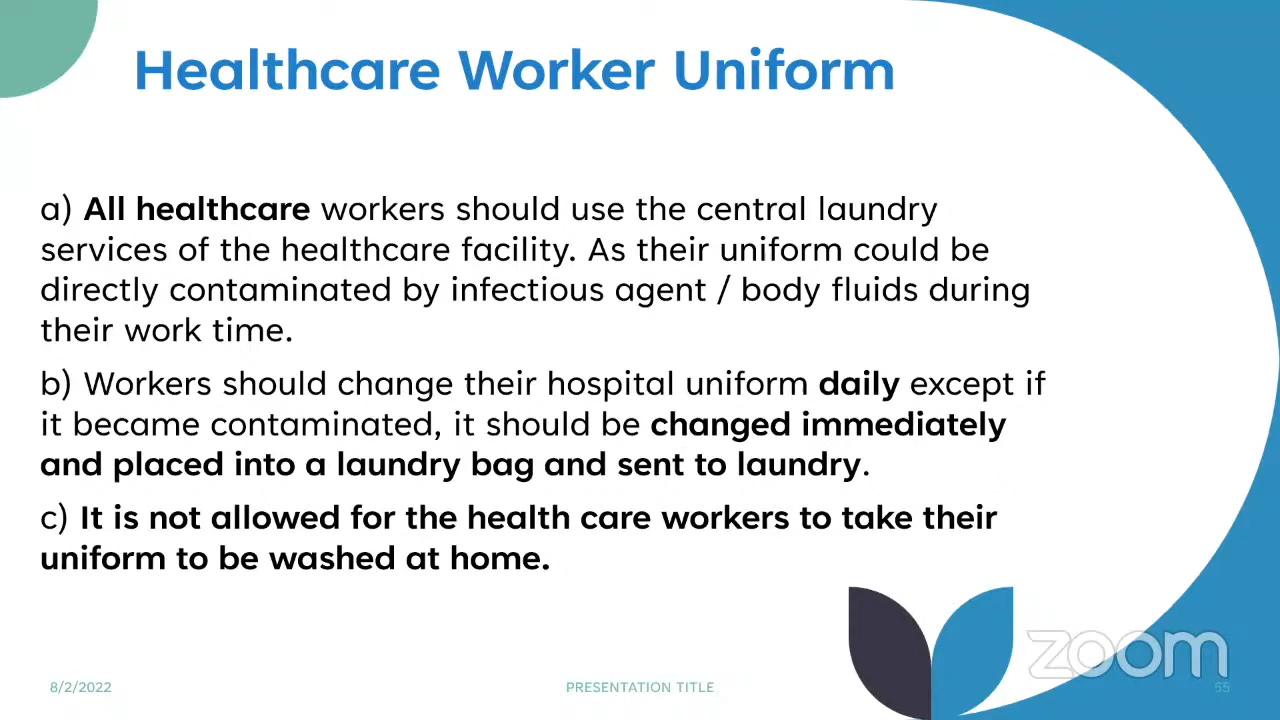 Healthcare Worker Uniform
a) All healthcare workers should use the central laundry
services of the healthcare facility. As their uniform could be
directly contaminated by infectious agent / body fluids during
their work time.
b) Workers should change their hospital uniform daily except if
it became contaminated, it should be changed immediately
and placed into a laundry bag and sent to laundry.
c) It is not allowed for the health care workers to take their
uniform to be washed at home.
zoom
8/2/2022
PRESENTATION TITLE
55